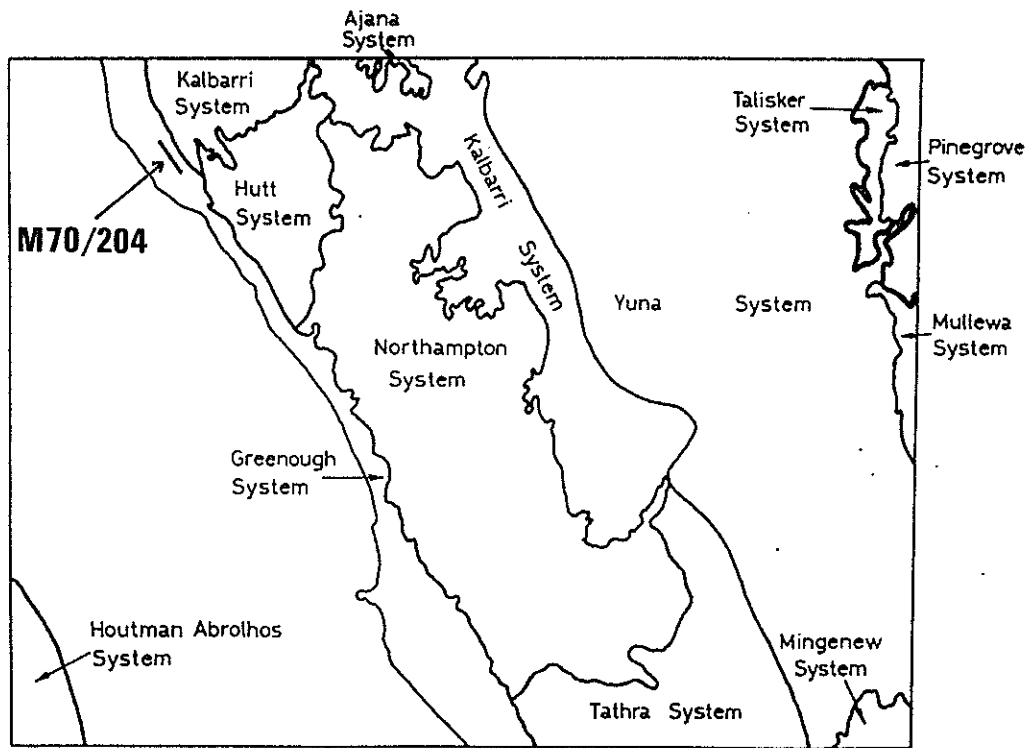 Ajana
System
Kalbarri
System
Talisker
System
Pinegrove
System
Kalbarri
System
Hutt
System
M70/204
Yuna System
Mullewa
System
Northampton
System
Greenough
System
Houtman Abrolhos
System
Mingenew
System
Tathra System